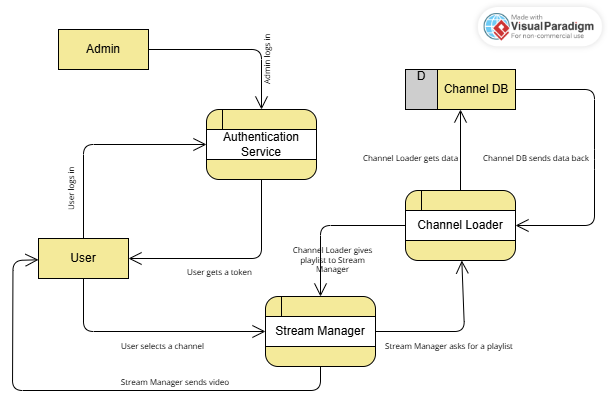 Made with
VisualParadigm
For non-commercial use
Admin
Admin logs in
D
Channel DB
Authentication
Service
Channel Loader gets data
Channel DB sends data back
User logs in
Channel Loader
User
Channel Loader gives
playlist to Stream
Manager
User gets a token
Stream Manager
User selects a channel
Stream Manager asks for a playlist
Stream Manager sends video